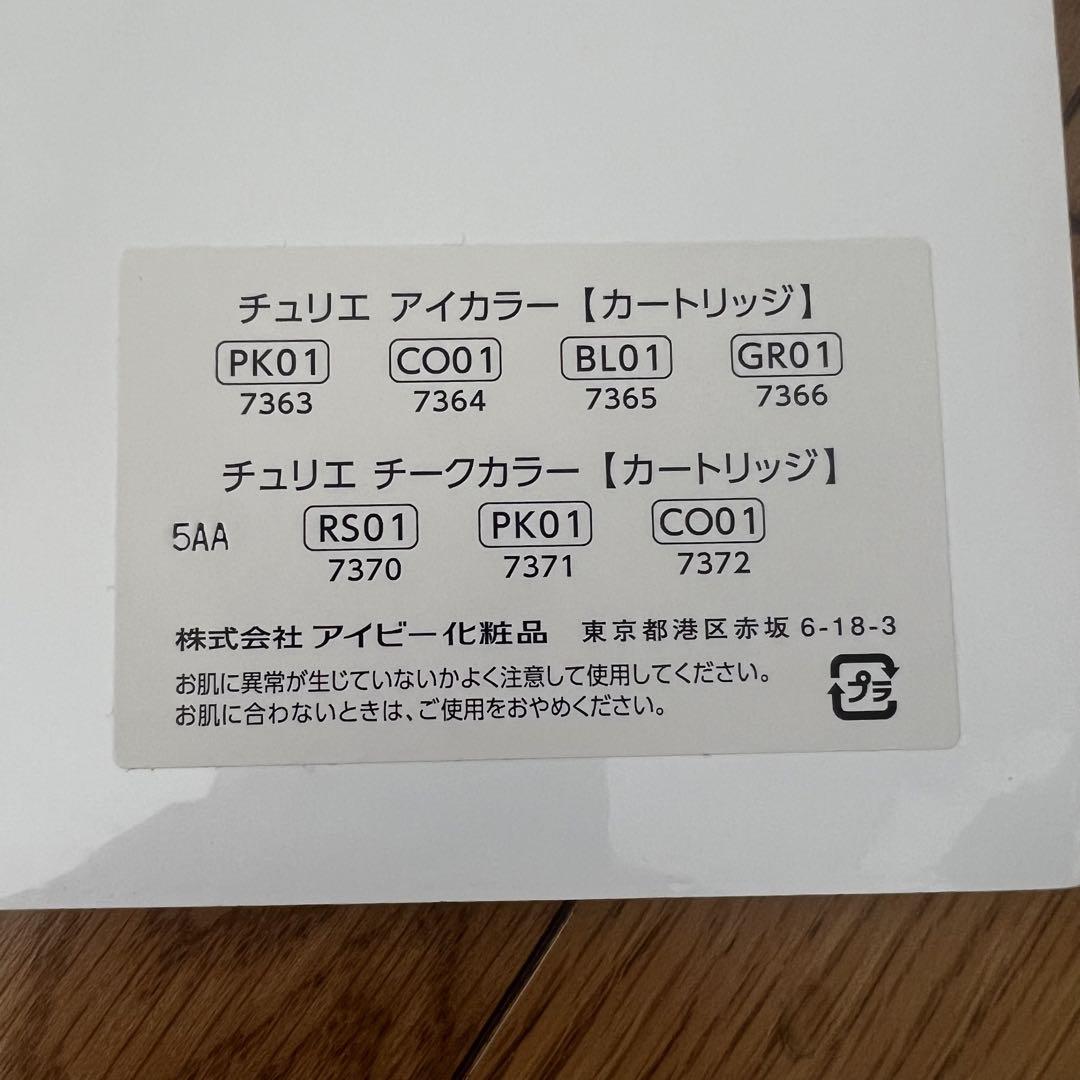 チュリエ アイカラー【カートリッジ】
PK01 CO01 BL01 GR01
7363 7364 7365 7366
チュリエ チークカラー【カートリッジ】
5AA RS01 PK01 CO01
7370 7371 7372
株式会社 アイビー化粧品 東京都港区赤坂 6-18-3
お肌に異常が生じていないかよく注意して使用してください。
お肌に合わないときは、ご使用をおやめください。
プラ